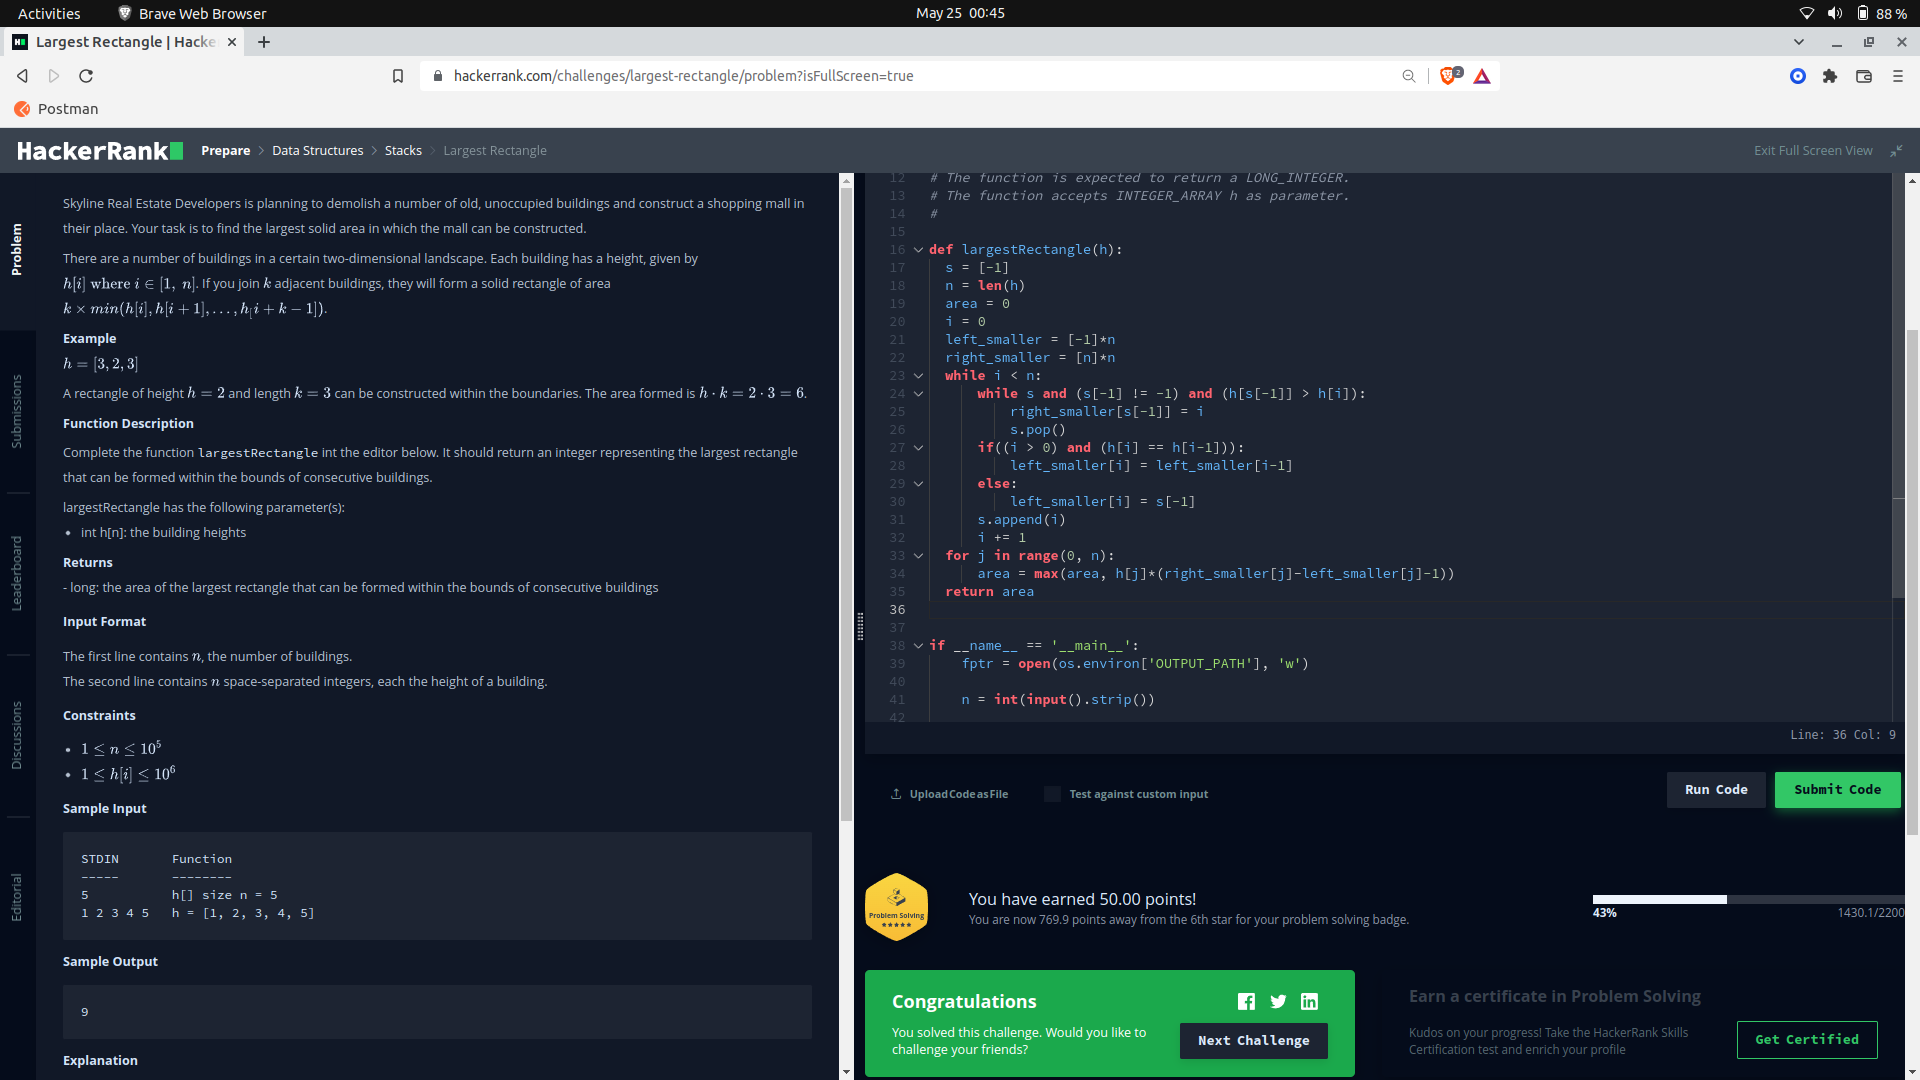 Activities
Brave Web Browser
May 25 00:45
88 %
Largest Rectangle | Hacke
hackerrank.com/challenges/largest-rectangle/problem?isFullScreen=true
2
Postman
HackerRank
Prepare > Data Structures > Stacks > Largest Rectangle
Exit Full Screen View
Problem
Submissions
Leaderboard
Discussions
Editorial
Skyline Real Estate Developers is planning to demolish a number of old, unoccupied buildings and construct a shopping mall in
their place. Your task is to find the largest solid area in which the mall can be constructed.
There are a number of buildings in a certain two-dimensional landscape. Each building has a height, given by
h[i] where i ∈ [1, n]. If you join k adjacent buildings, they will form a solid rectangle of area
k × min(h[i], h[i + 1], . . . , h[i + k − 1]).
Example
h = [3, 2, 3]
A rectangle of height h = 2 and length k = 3 can be constructed within the boundaries. The area formed is h · k = 2 · 3 = 6.
Function Description
Complete the function largestRectangle int the editor below. It should return an integer representing the largest rectangle
that can be formed within the bounds of consecutive buildings.
largestRectangle has the following parameter(s):
• int h[n]: the building heights
Returns
- long: the area of the largest rectangle that can be formed within the bounds of consecutive buildings
Input Format
The first line contains n, the number of buildings.
The second line contains n space-separated integers, each the height of a building.
Constraints
• 1 ≤ n ≤ 10⁵
• 1 ≤ h[i] ≤ 10⁶
Sample Input
STDIN Function
----- --------
5 h[] size n = 5
1 2 3 4 5 h = [1, 2, 3, 4, 5]
Sample Output
9
Explanation
12 # The function is expected to return a LONG_INTEGER.
13 # The function accepts INTEGER_ARRAY h as parameter.
14 #
15
16 def largestRectangle(h):
17 s = [-1]
18 n = len(h)
19 area = 0
20 i = 0
21 left_smaller = [-1]*n
22 right_smaller = [n]*n
23 while i < n:
24 while s and (s[-1] != -1) and (h[s[-1]] > h[i]):
25 right_smaller[s[-1]] = i
26 s.pop()
27 if((i > 0) and (h[i] == h[i-1])):
28 left_smaller[i] = left_smaller[i-1]
29 else:
30 left_smaller[i] = s[-1]
31 s.append(i)
32 i += 1
33 for j in range(0, n):
34 area = max(area, h[j]*(right_smaller[j]-left_smaller[j]-1))
35 return area
36
37
38 if __name__ == '__main__':
39 fptr = open(os.environ['OUTPUT_PATH'], 'w')
40
41 n = int(input().strip())
42
Line: 36 Col: 9
Upload Code as File
Test against custom input
Run Code
Submit Code
Problem Solving
You have earned 50.00 points!
You are now 769.9 points away from the 6th star for your problem solving badge.
43%
1430.1/2200
Congratulations
You solved this challenge. Would you like to
challenge your friends?
Next Challenge
Earn a certificate in Problem Solving
Kudos on your progress! Take the HackerRank Skills
Certification test and enrich your profile
Get Certified